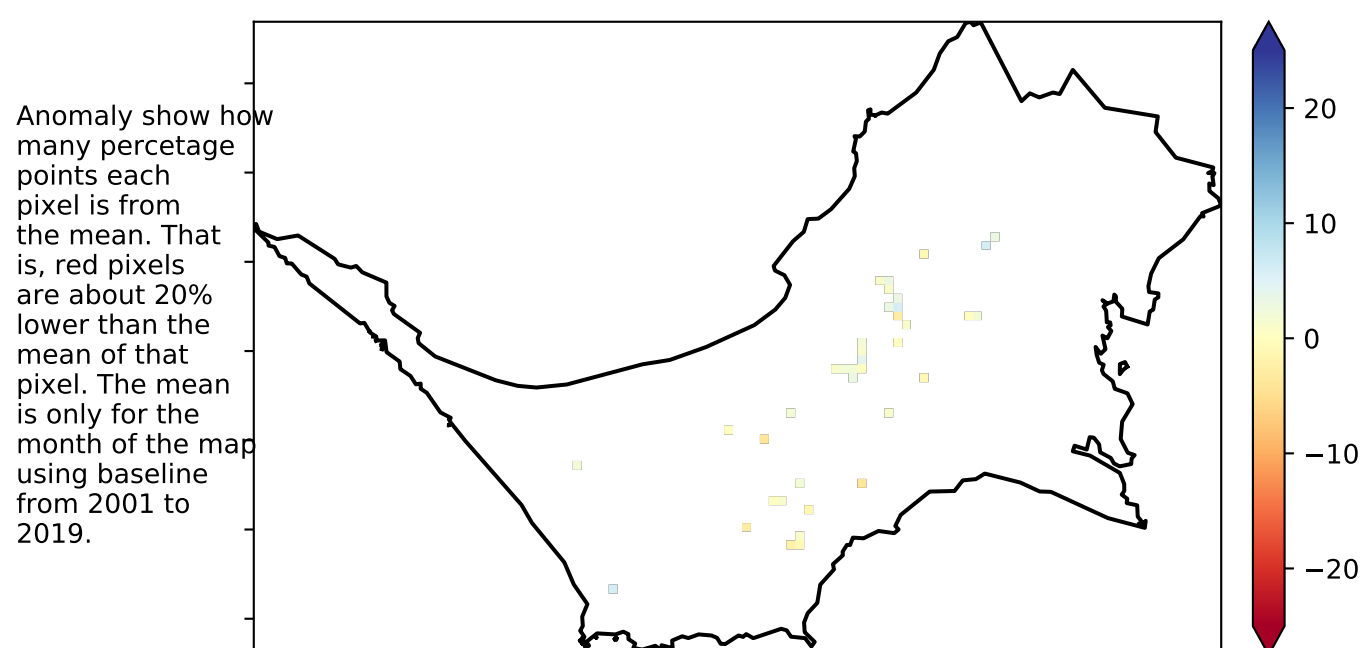 Anomaly show how
many percetage
points each
pixel is from
the mean. That
is, red pixels
are about 20%
lower than the
mean of that
pixel. The mean
is only for the
month of the map
using baseline
from 2001 to
2019.
20
10
0
−10
−20